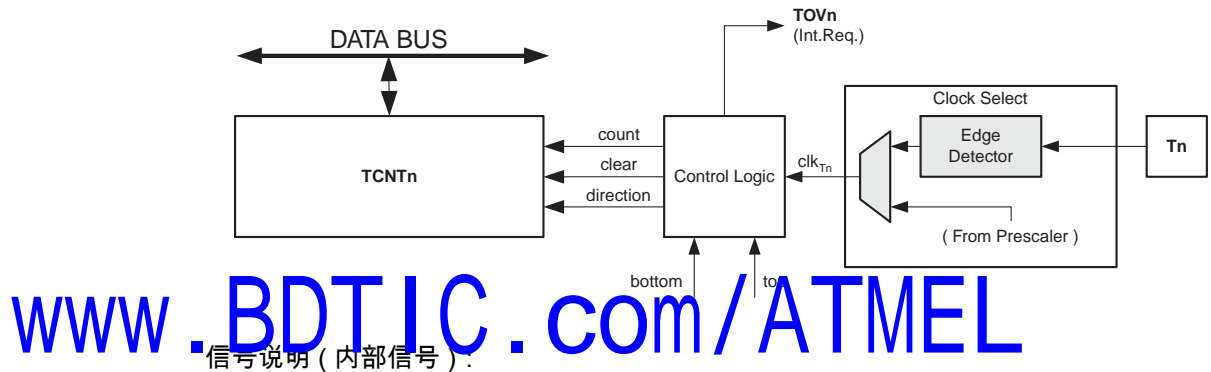 TOVn
(Int.Req.)
DATA BUS
Clock Select
count
Edge
Detector
Tn
TCNTn
clear
Control Logic
clkTn
direction
( From Prescaler )
bottom
to
www.BDTIC.com/ATMEL
信号说明 ( 内部信号 ) :